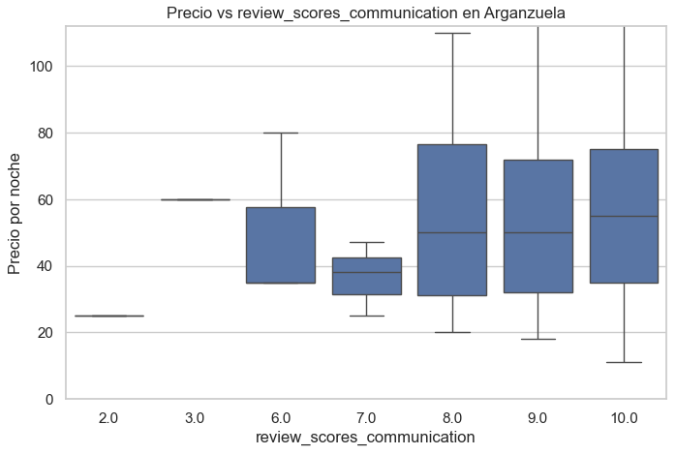 Precio vs review_scores_communication en Arganzuela
Precio por noche
100
80
60
40
20
0
2.0 3.0 6.0 7.0 8.0 9.0 10.0
review_scores_communication